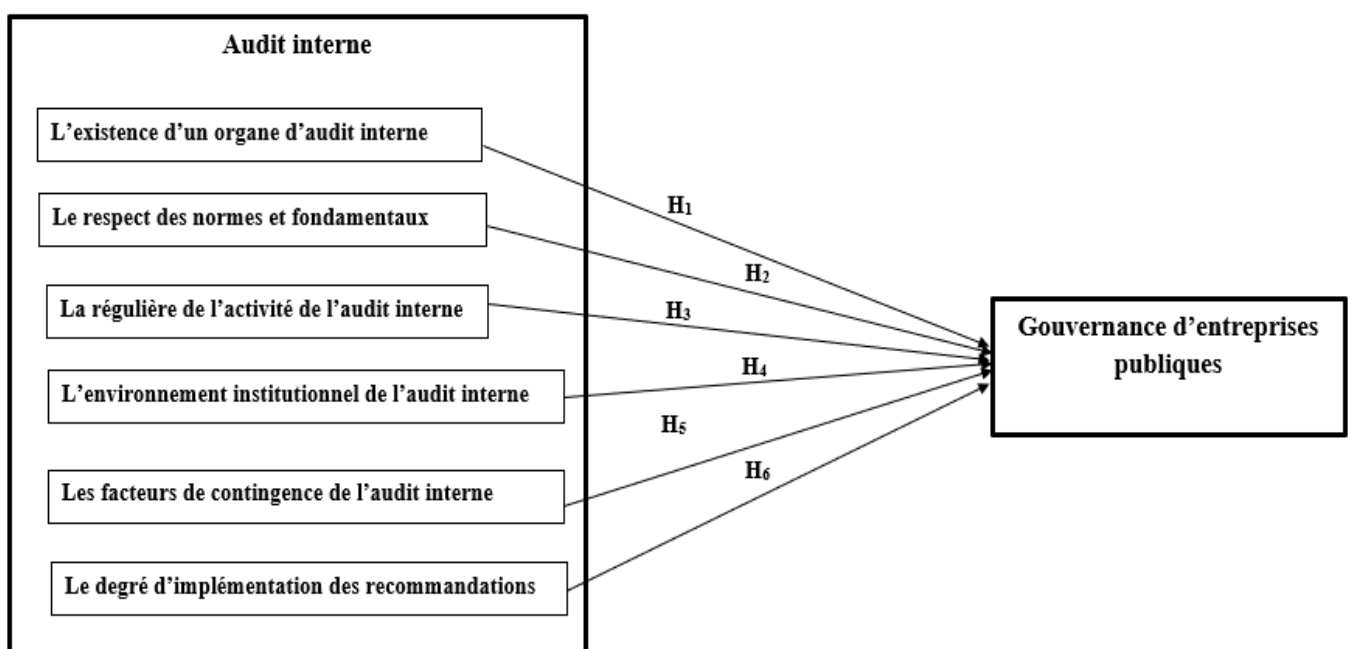 Audit interne
L’existence d’un organe d’audit interne
Le respect des normes et fondamentaux
La régulière de l’activité de l’audit interne
L’environnement institutionnel de l’audit interne
Les facteurs de contingence de l’audit interne
Le degré d’implémentation des recommandations
H₁
H₂
H₃
H₄
H₅
H₆
Gouvernance d’entreprises
publiques